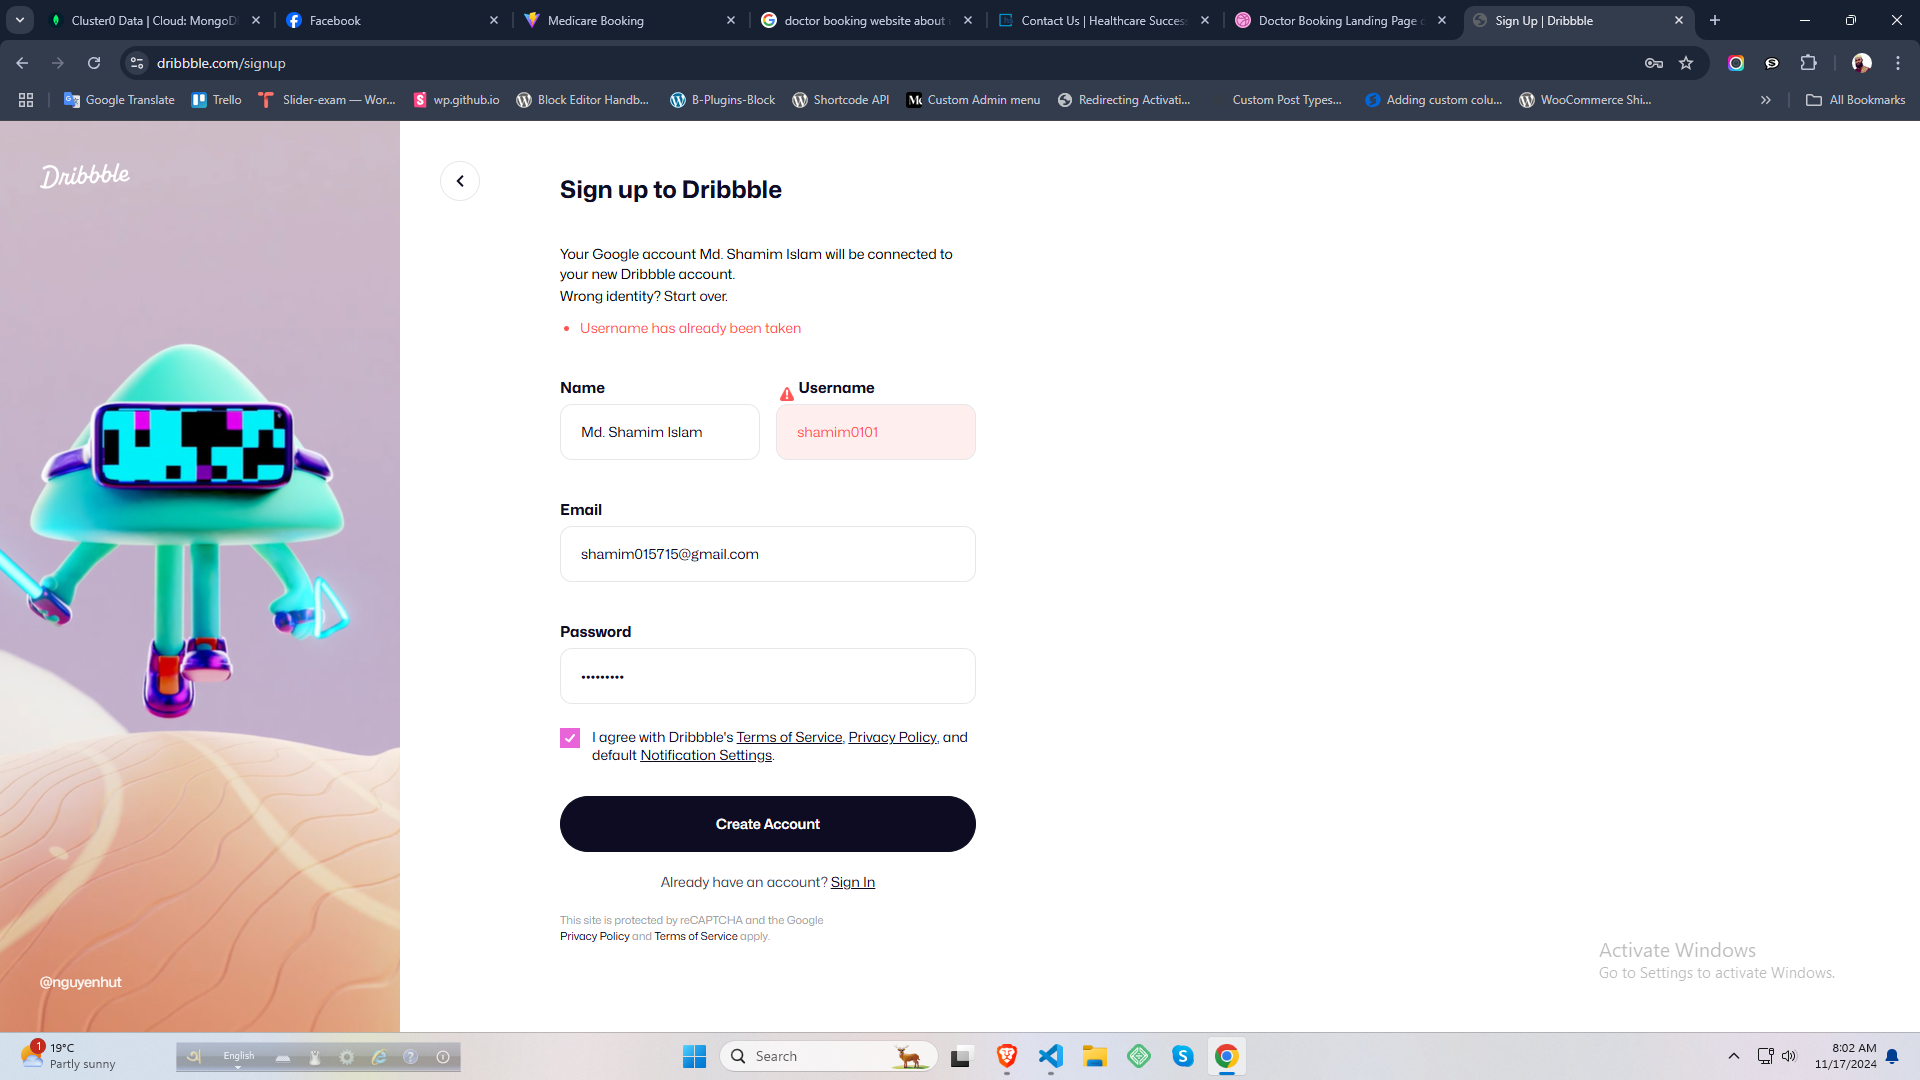 Cluster0 Data | Cloud: MongoD
Facebook
Medicare Booking
doctor booking website about
Contact Us | Healthcare Success
Doctor Booking Landing Page
Sign Up | Dribbble
dribbble.com/signup
Google Translate
Trello
Slider-exam — Wor...
wp.github.io
Block Editor Handb...
B-Plugins-Block
Shortcode API
Custom Admin menu
Redirecting Activati...
Custom Post Types...
Adding custom colu...
WooCommerce Shi...
All Bookmarks
Dribbble
Sign up to Dribbble
Your Google account Md. Shamim Islam will be connected to
your new Dribbble account.
Wrong identity? Start over.
• Username has already been taken
Name
Username
Md. Shamim Islam
shamim0101
Email
shamim015715@gmail.com
Password
•••••••••
I agree with Dribbble's Terms of Service, Privacy Policy, and
default Notification Settings.
Create Account
Already have an account? Sign In
This site is protected by reCAPTCHA and the Google
Privacy Policy and Terms of Service apply.
@nguyenhut
Activate Windows
Go to Settings to activate Windows.
1
19°C
Partly sunny
অ
English
Search
8:02 AM
11/17/2024